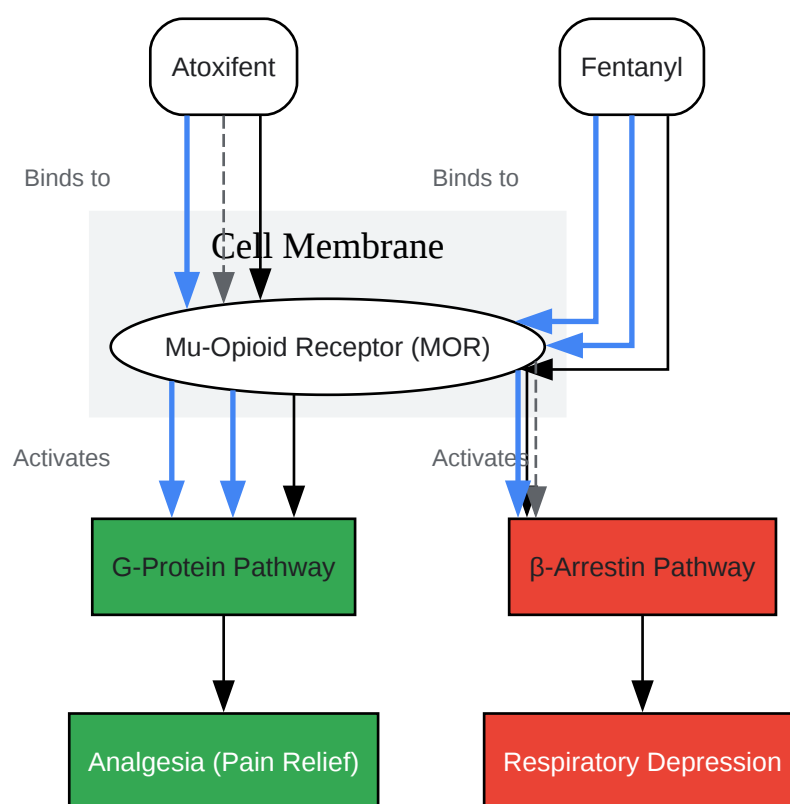 Atoxifent
Fentanyl
Binds to
Binds to
Cell Membrane
Mu-Opioid Receptor (MOR)
Activates
Activates
G-Protein Pathway
β-Arrestin Pathway
Analgesia (Pain Relief)
Respiratory Depression